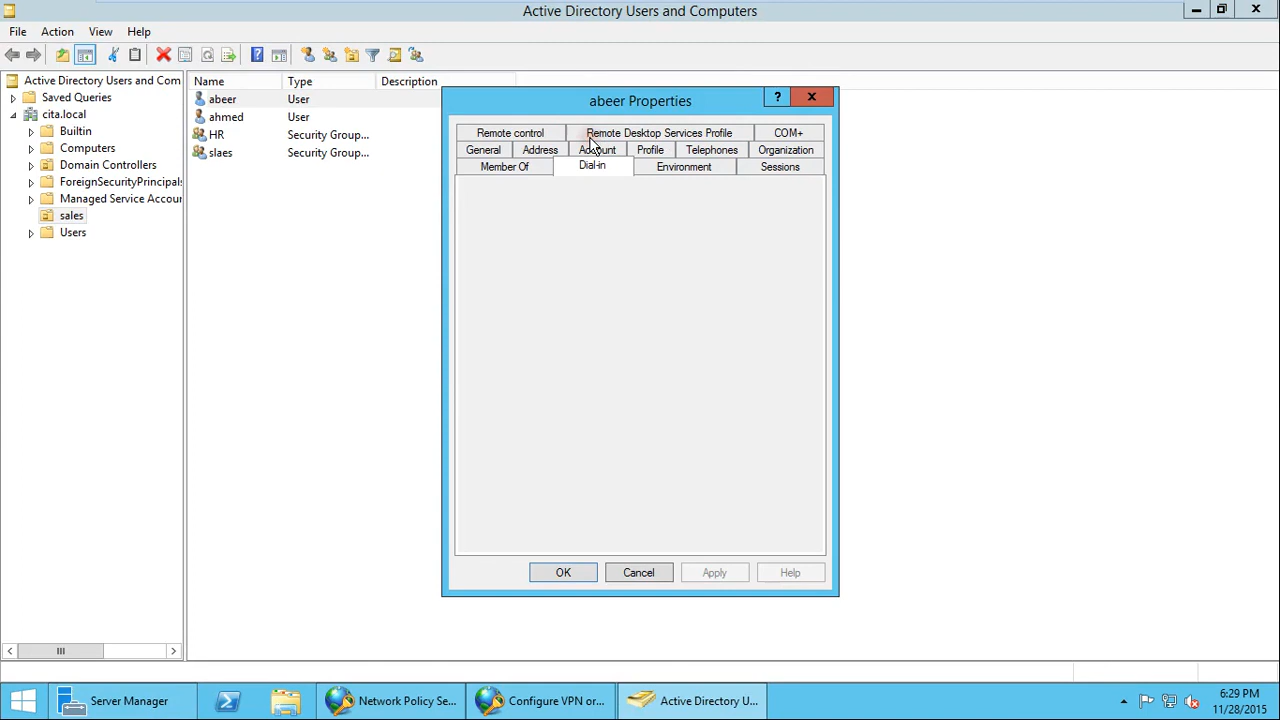 Active Directory Users and Computers
File Action View Help
Active Directory Users and Com
Saved Queries
cita.local
Builtin
Computers
Domain Controllers
ForeignSecurityPrincipals
Managed Service Accour
sales
Users
Name Type Description
abeer User
ahmed User
HR Security Group...
slaes Security Group...
abeer Properties
?
Remote control Remote Desktop Services Profile COM+
General Address Account Profile Telephones Organization
Member Of Dial-in Environment Sessions
OK Cancel Apply Help
Server Manager
Network Policy Se...
Configure VPN or...
Active Directory U...
6:29 PM
11/28/2015